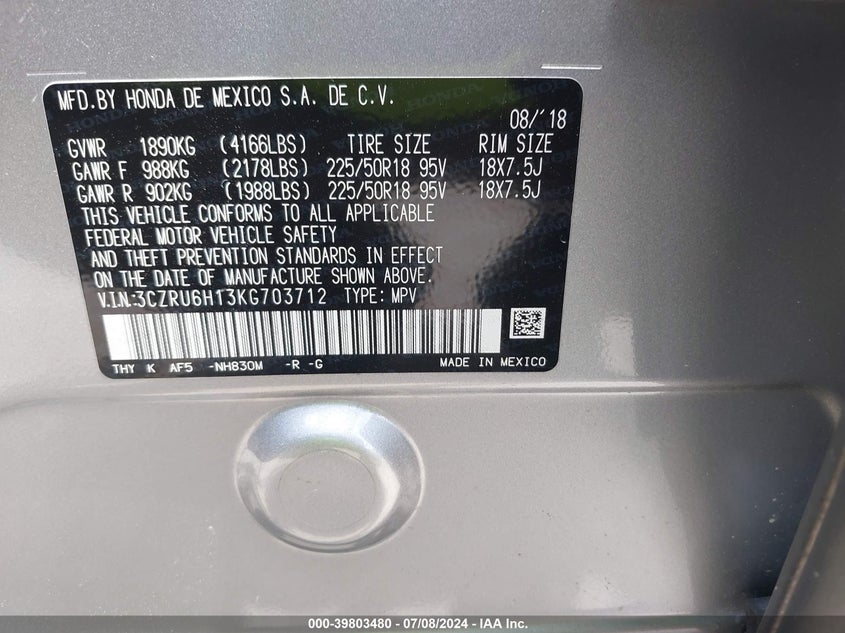 MFD.BY HONDA DE MEXICO S.A. DE C.V.
08/'18
GVWR 1890KG (4166LBS) TIRE SIZE RIM SIZE
GAWR F 988KG (2178LBS) 225/50R18 95V 18X7.5J
GAWR R 902KG (1988LBS) 225/50R18 95V 18X7.5J
THIS VEHICLE CONFORMS TO ALL APPLICABLE
FEDERAL MOTOR VEHICLE SAFETY
AND THEFT PREVENTION STANDARDS IN EFFECT
ON THE DATE OF MANUFACTURE SHOWN ABOVE.
V.I.N.:3CZRU6H13KG703712 TYPE: MPV
THY K AF5 -NH830M -R -G MADE IN MEXICO
000-39803480 - 07/08/2024 - IAA Inc.